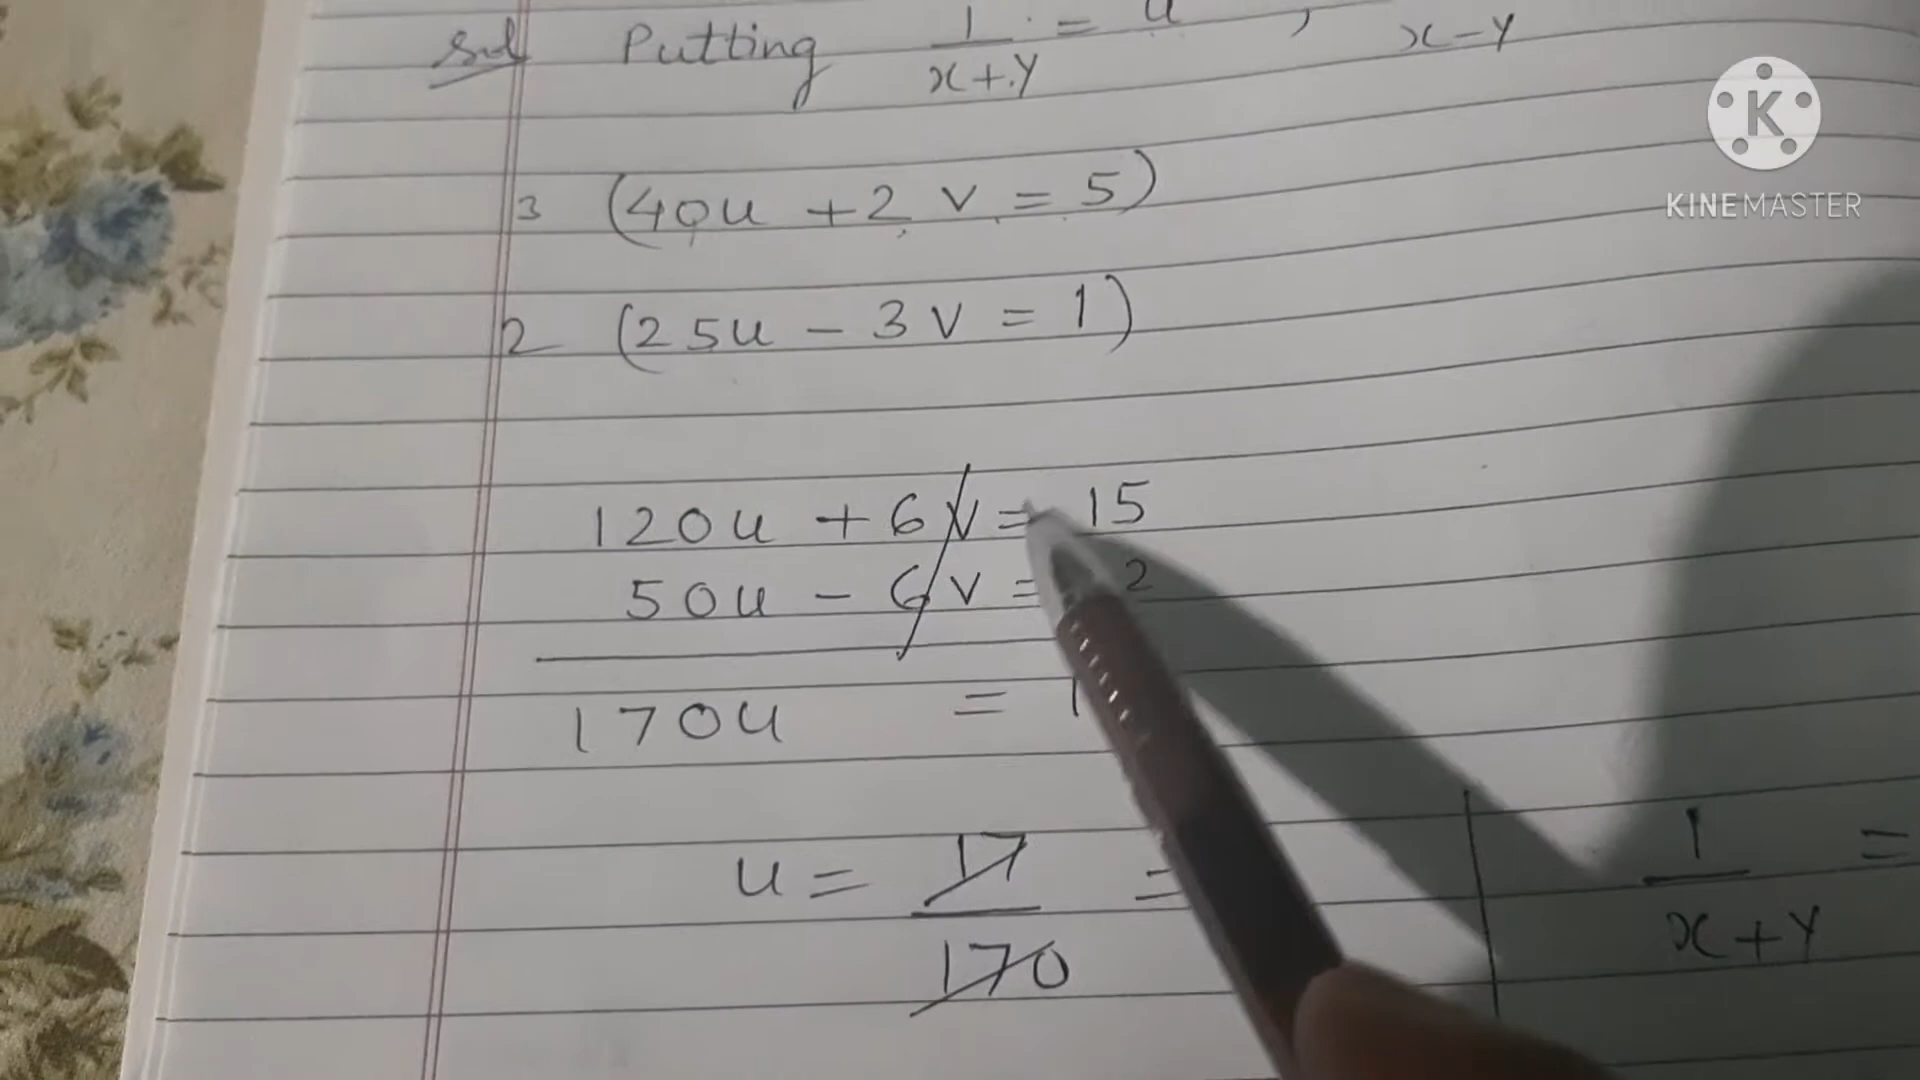 Sol Putting 1/(x+y) = u , x-y
3 (40u + 2v = 5)
2 (25u - 3v = 1)
120u + 6v = 15
50u - 6v = 2
170u = 1
u = 17/170 =
1/(x+y) =
K
KINEMASTER